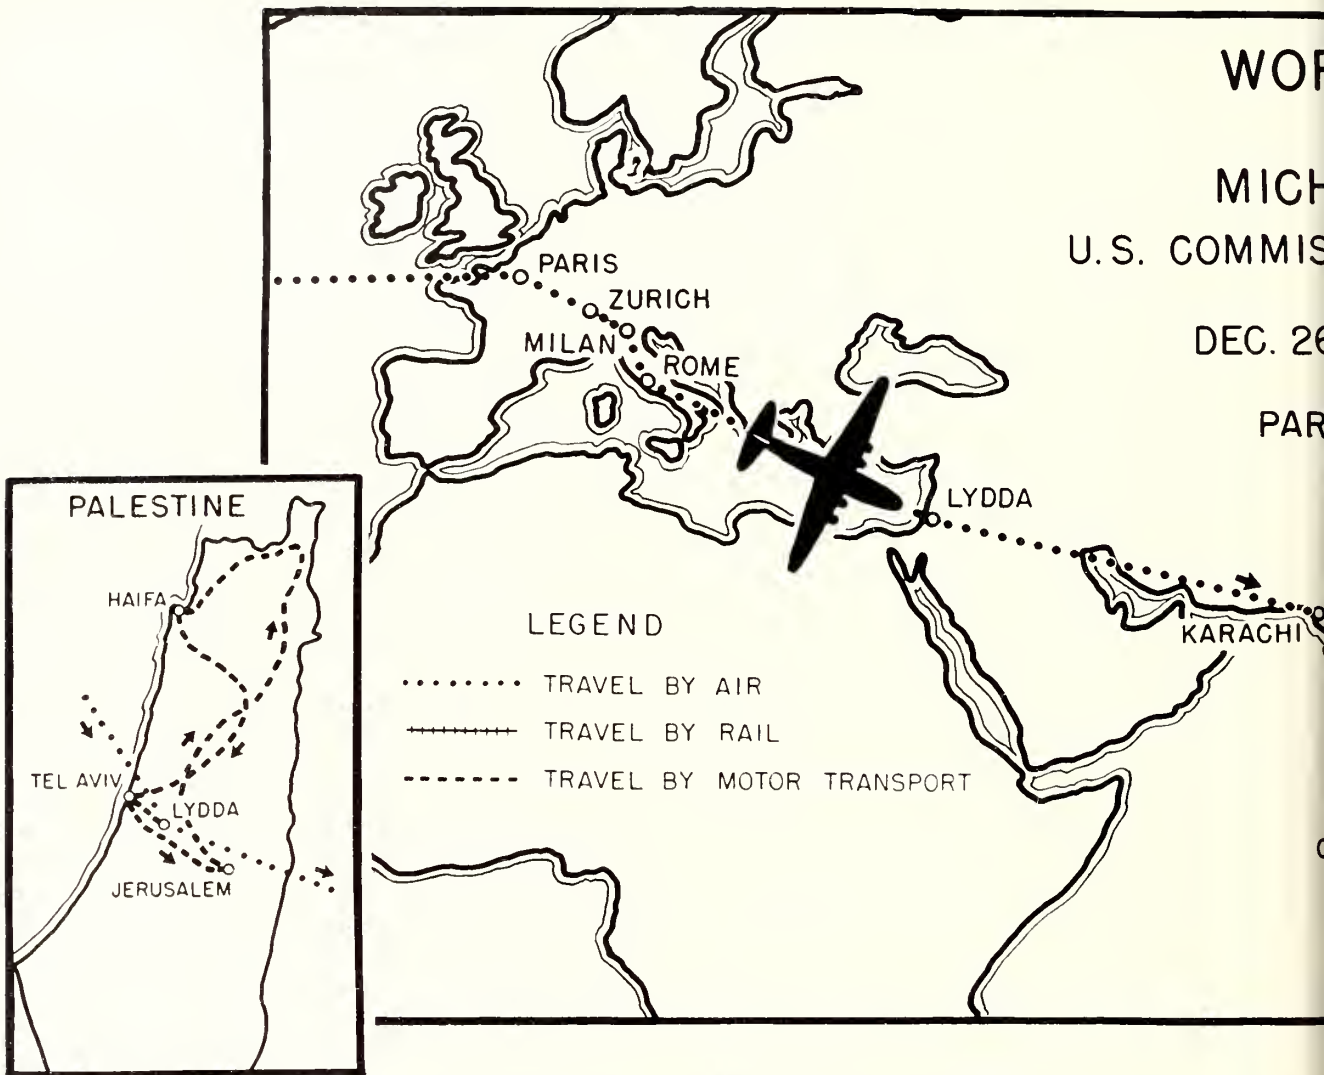 WOR
MICH
U.S. COMMIS
DEC. 26
PAR
PARIS
ZURICH
MILAN
ROME
LYDDA
KARACHI
PALESTINE
HAIFA
TEL AVIV
LYDDA
JERUSALEM
LEGEND
TRAVEL BY AIR
TRAVEL BY RAIL
TRAVEL BY MOTOR TRANSPORT